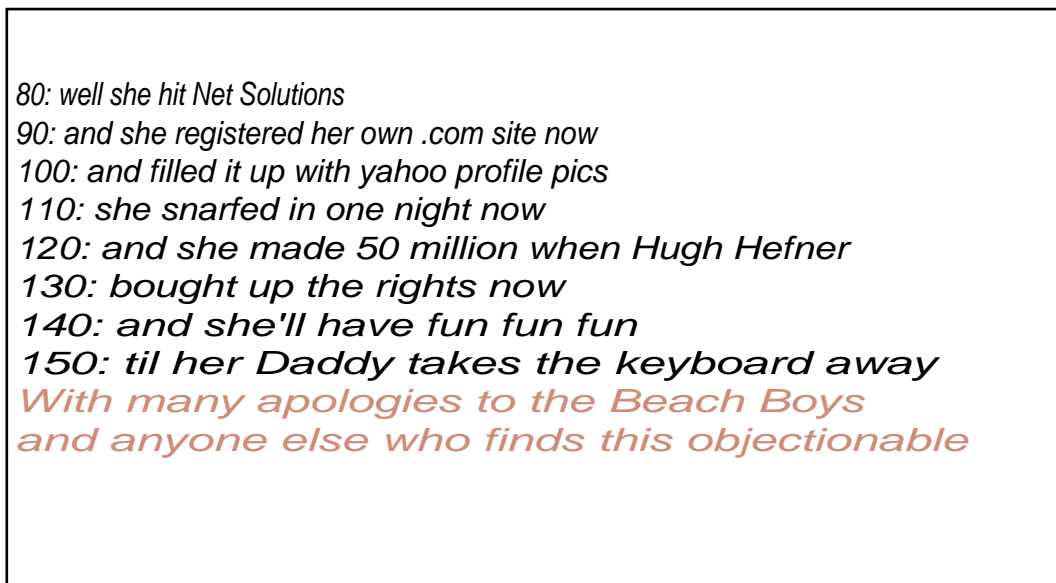 80: well she hit Net Solutions
90: and she registered her own .com site now
100: and filled it up with yahoo profile pics
110: she snarfed in one night now
120: and she made 50 million when Hugh Hefner
130: bought up the rights now
140: and she'll have fun fun fun
150: til her Daddy takes the keyboard away
With many apologies to the Beach Boys
and anyone else who finds this objectionable